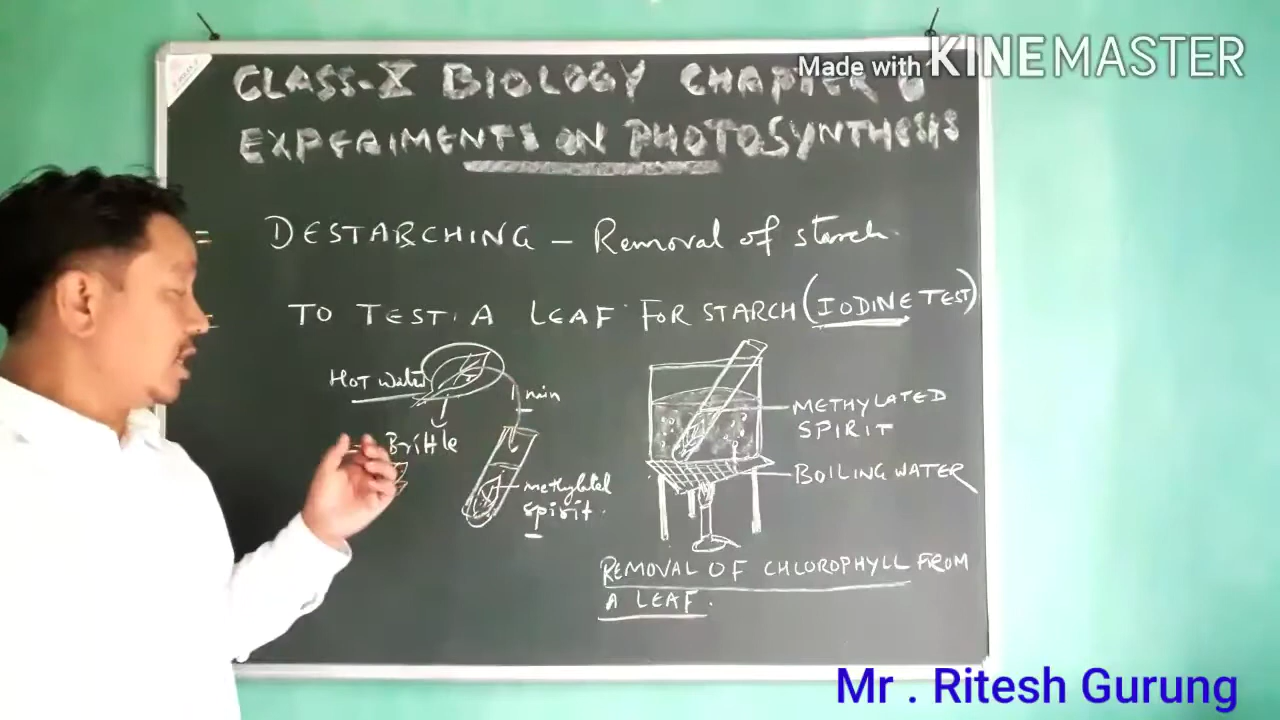 Made with KINEMASTER
CLASS-X BIOLOGY CHAPTER 6
EXPERIMENTS ON PHOTOSYNTHESIS
= DESTARCHING - Removal of starch.
= TO TEST A LEAF FOR STARCH (IODINE TEST)
Hot water
1 min
Brittle
methylated
spirit.
METHYLATED
SPIRIT
BOILING WATER
REMOVAL OF CHLOROPHYLL FROM
A LEAF.
Mr . Ritesh Gurung